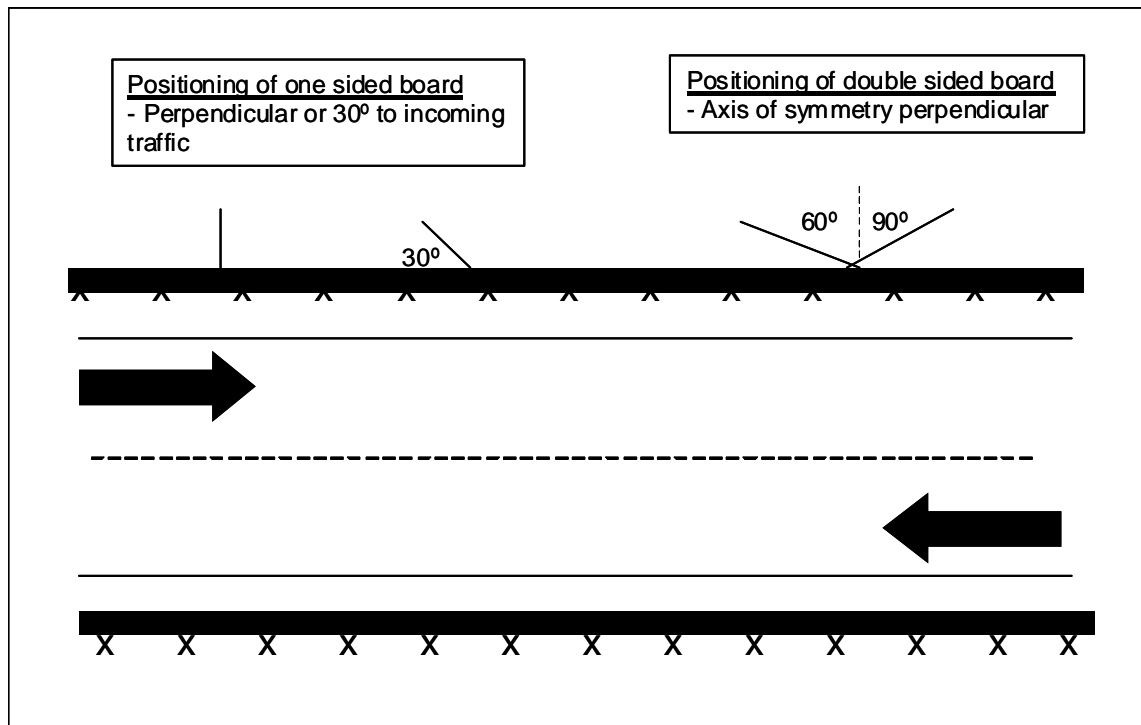 Positioning of one sided board
- Perpendicular or 30º to incoming
traffic
Positioning of double sided board
- Axis of symmetry perpendicular
30º
60º
90º
X X X X X X X X X X X X X
X X X X X X X X X X X X X